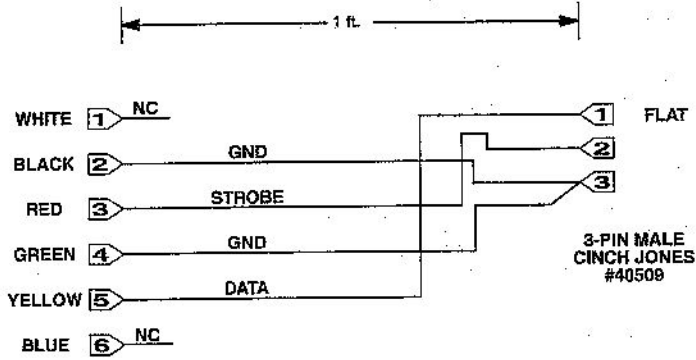 1 ft.
WHITE 1 NC
BLACK 2 GND
RED 3 STROBE
GREEN 4 GND
YELLOW 5 DATA
BLUE 6 NC
1 FLAT
2
3
3-PIN MALE
CINCH JONES
#40509